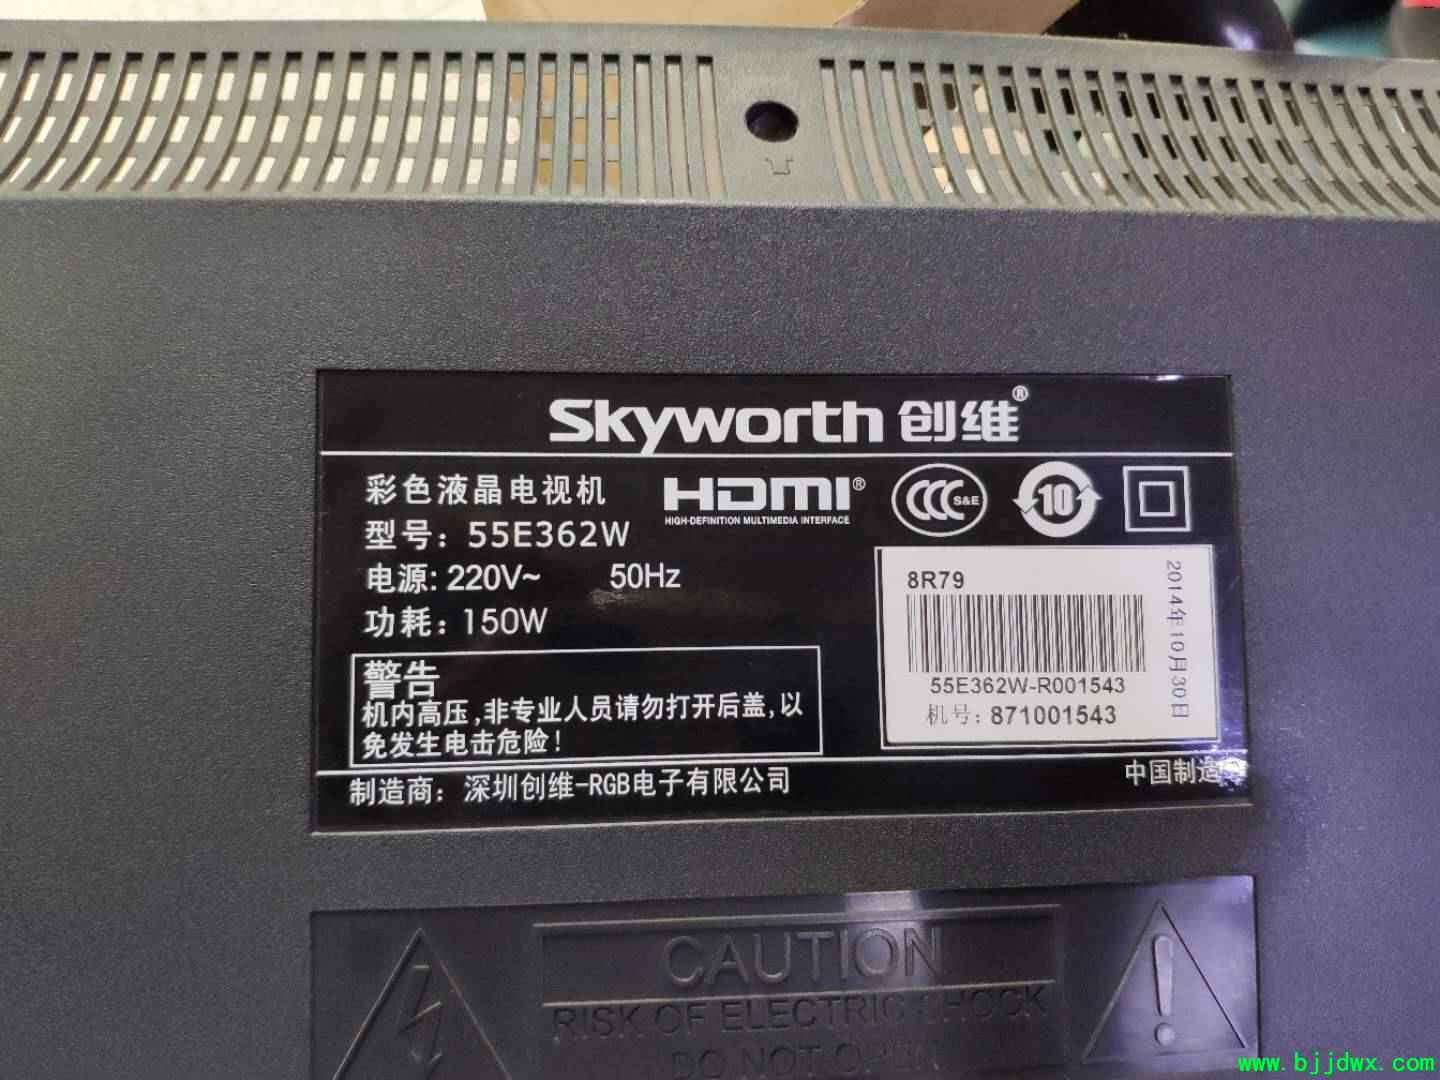 Skyworth 创维®
彩色液晶电视机
HDMI®
HIGH-DEFINITION MULTIMEDIA INTERFACE
CCC S&E
10
型号: 55E362W
电源: 220V~ 50Hz
功耗: 150W
8R79
55E362W-R001543
机号: 871001543
2014年10月30日
警告
机内高压,非专业人员请勿打开后盖,以
免发生电击危险!
制造商: 深圳创维-RGB电子有限公司
中国制造
CAUTION
RISK OF ELECTRIC SHOCK
DO NOT OPEN
www.bjjdwx.com